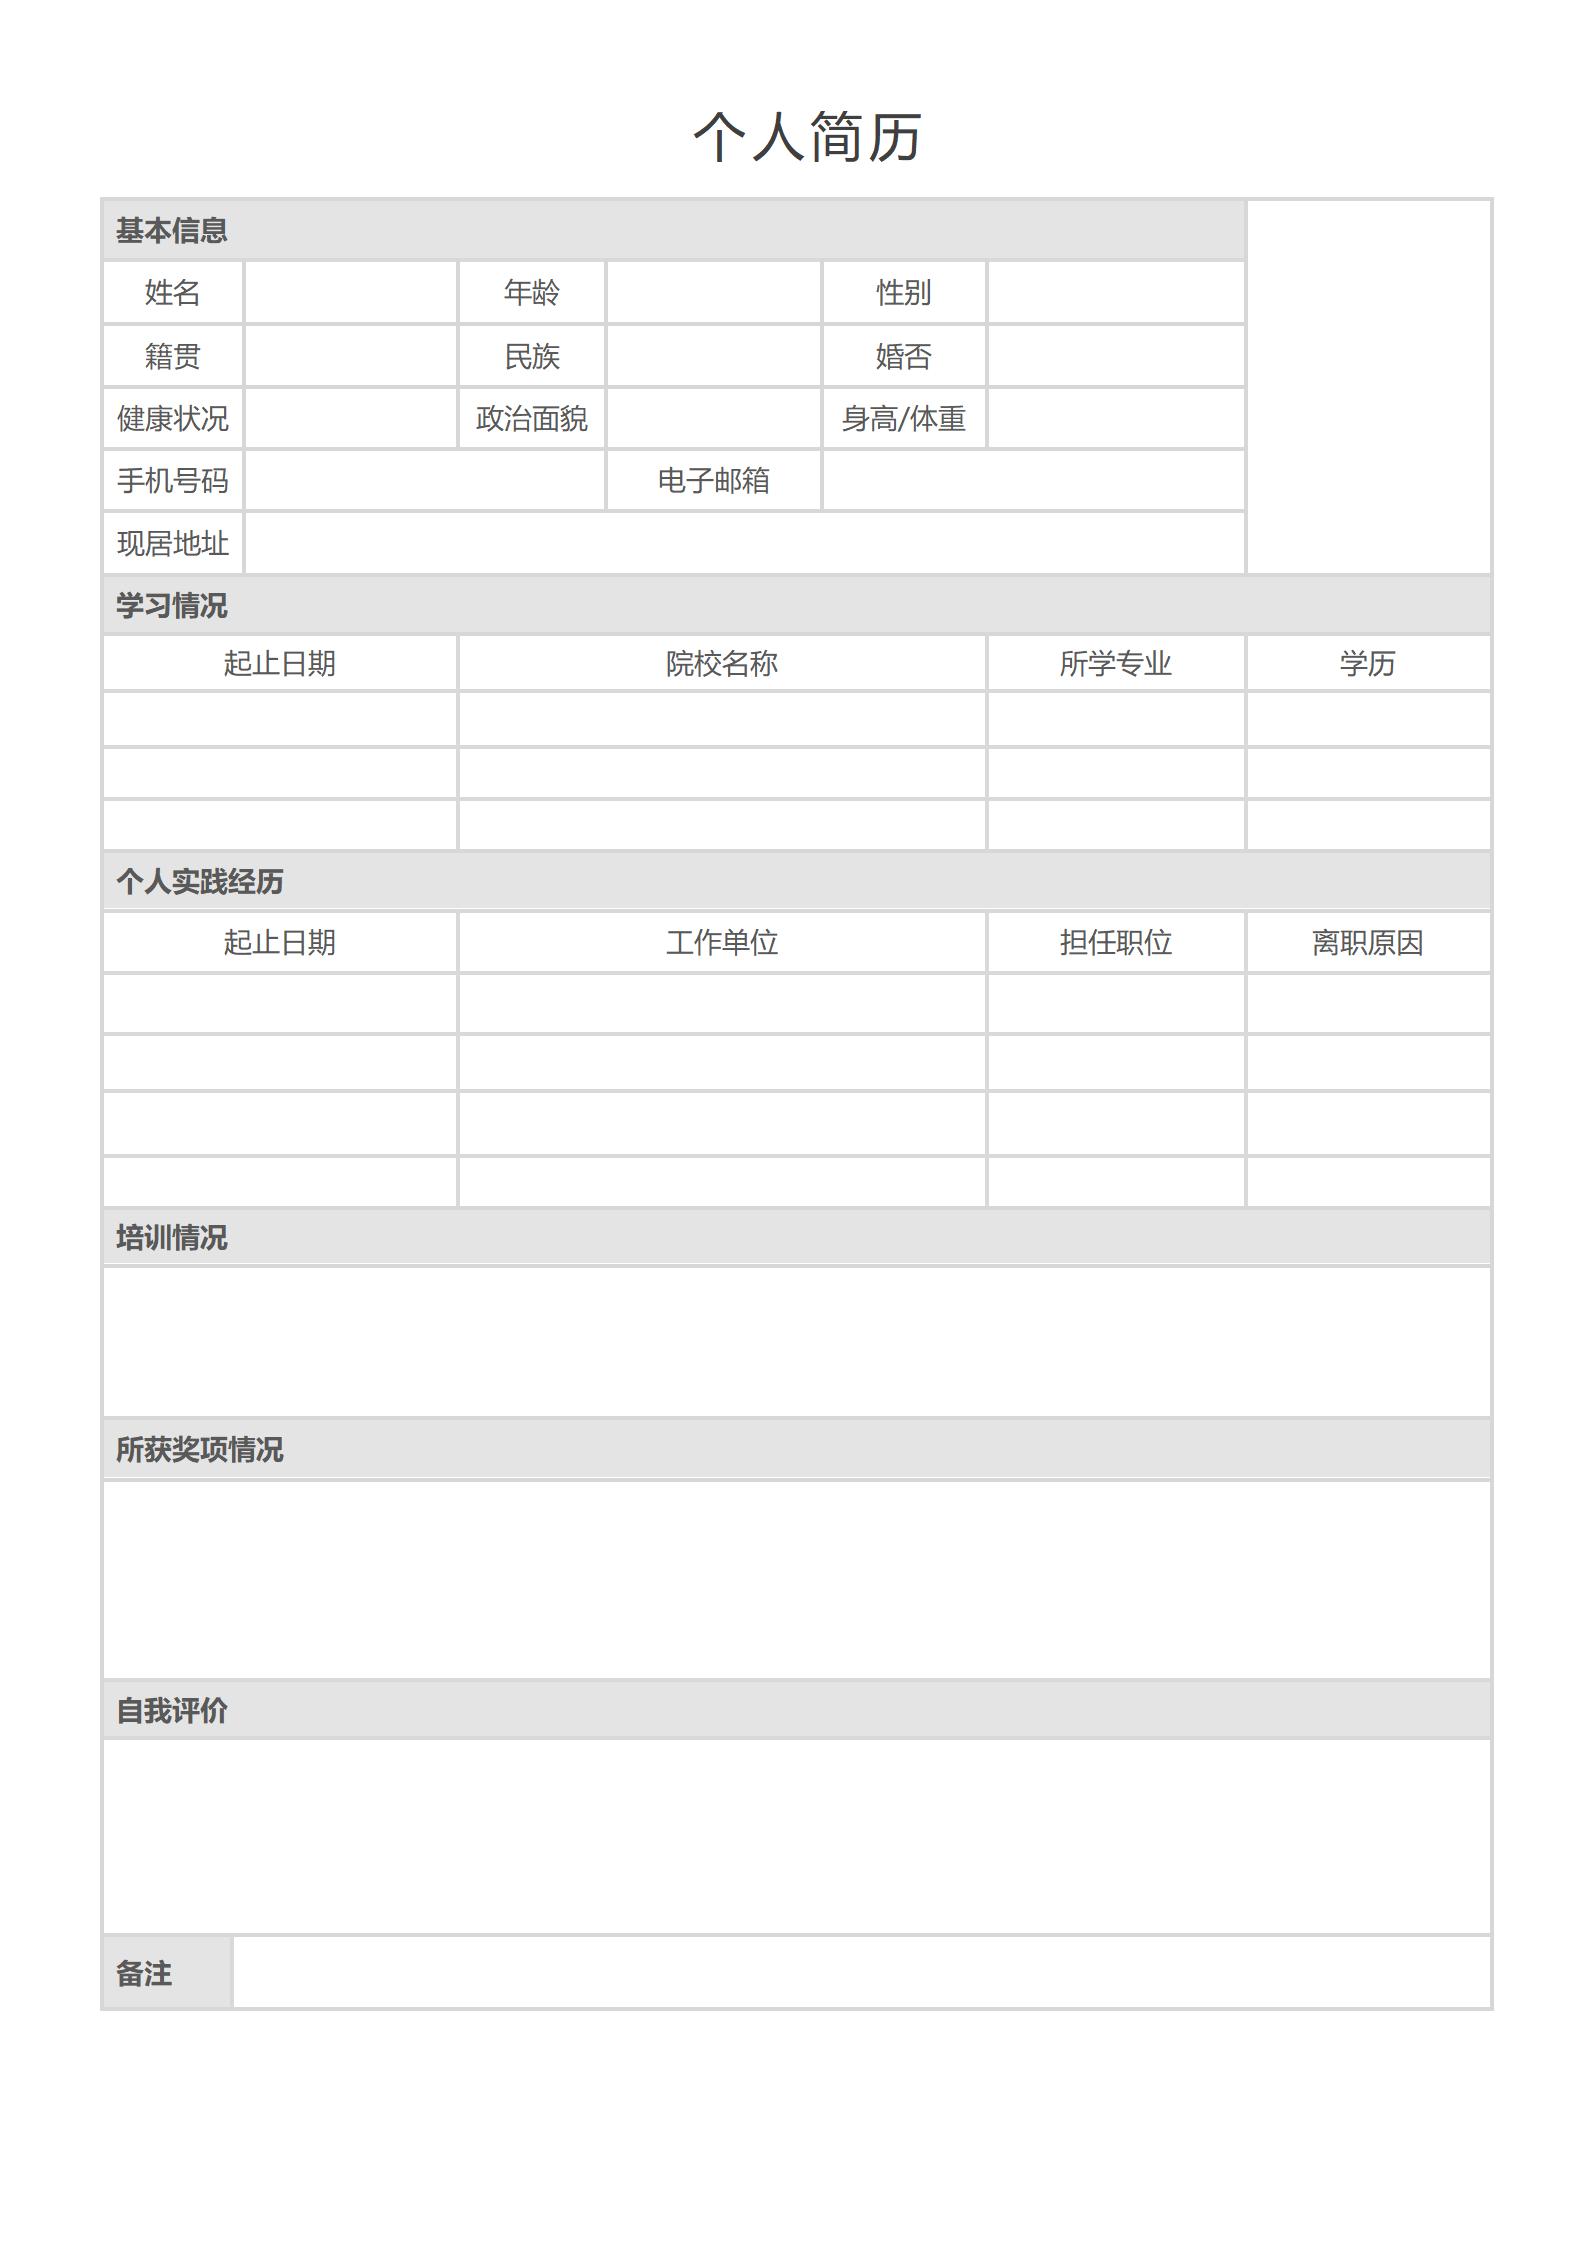 个人简历
基本信息
姓名 年龄 性别
籍贯 民族 婚否
健康状况 政治面貌 身高/体重
手机号码 电子邮箱
现居地址
学习情况
起止日期 院校名称 所学专业 学历
个人实践经历
起止日期 工作单位 担任职位 离职原因
培训情况
所获奖项情况
自我评价
备注